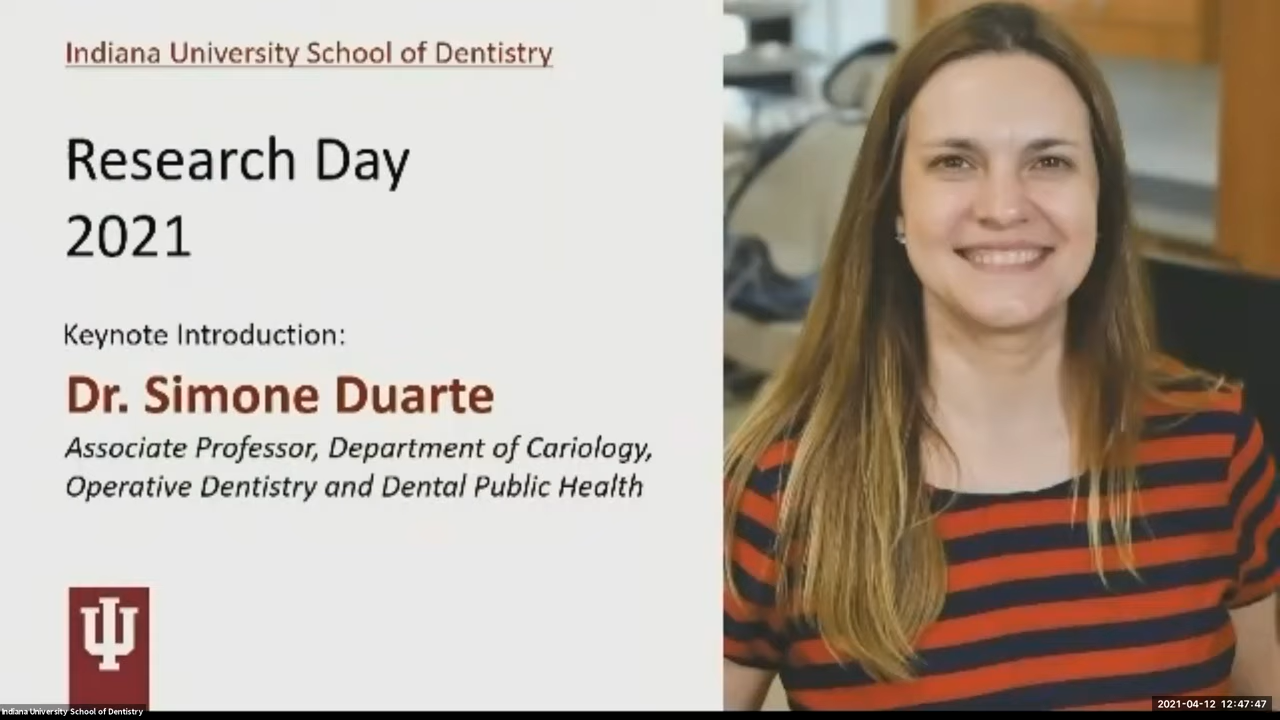 Indiana University School of Dentistry
Research Day
2021
Keynote Introduction:
Dr. Simone Duarte
Associate Professor, Department of Cariology,
Operative Dentistry and Dental Public Health
Indiana University School of Dentistry
2021-04-12 12:47:47